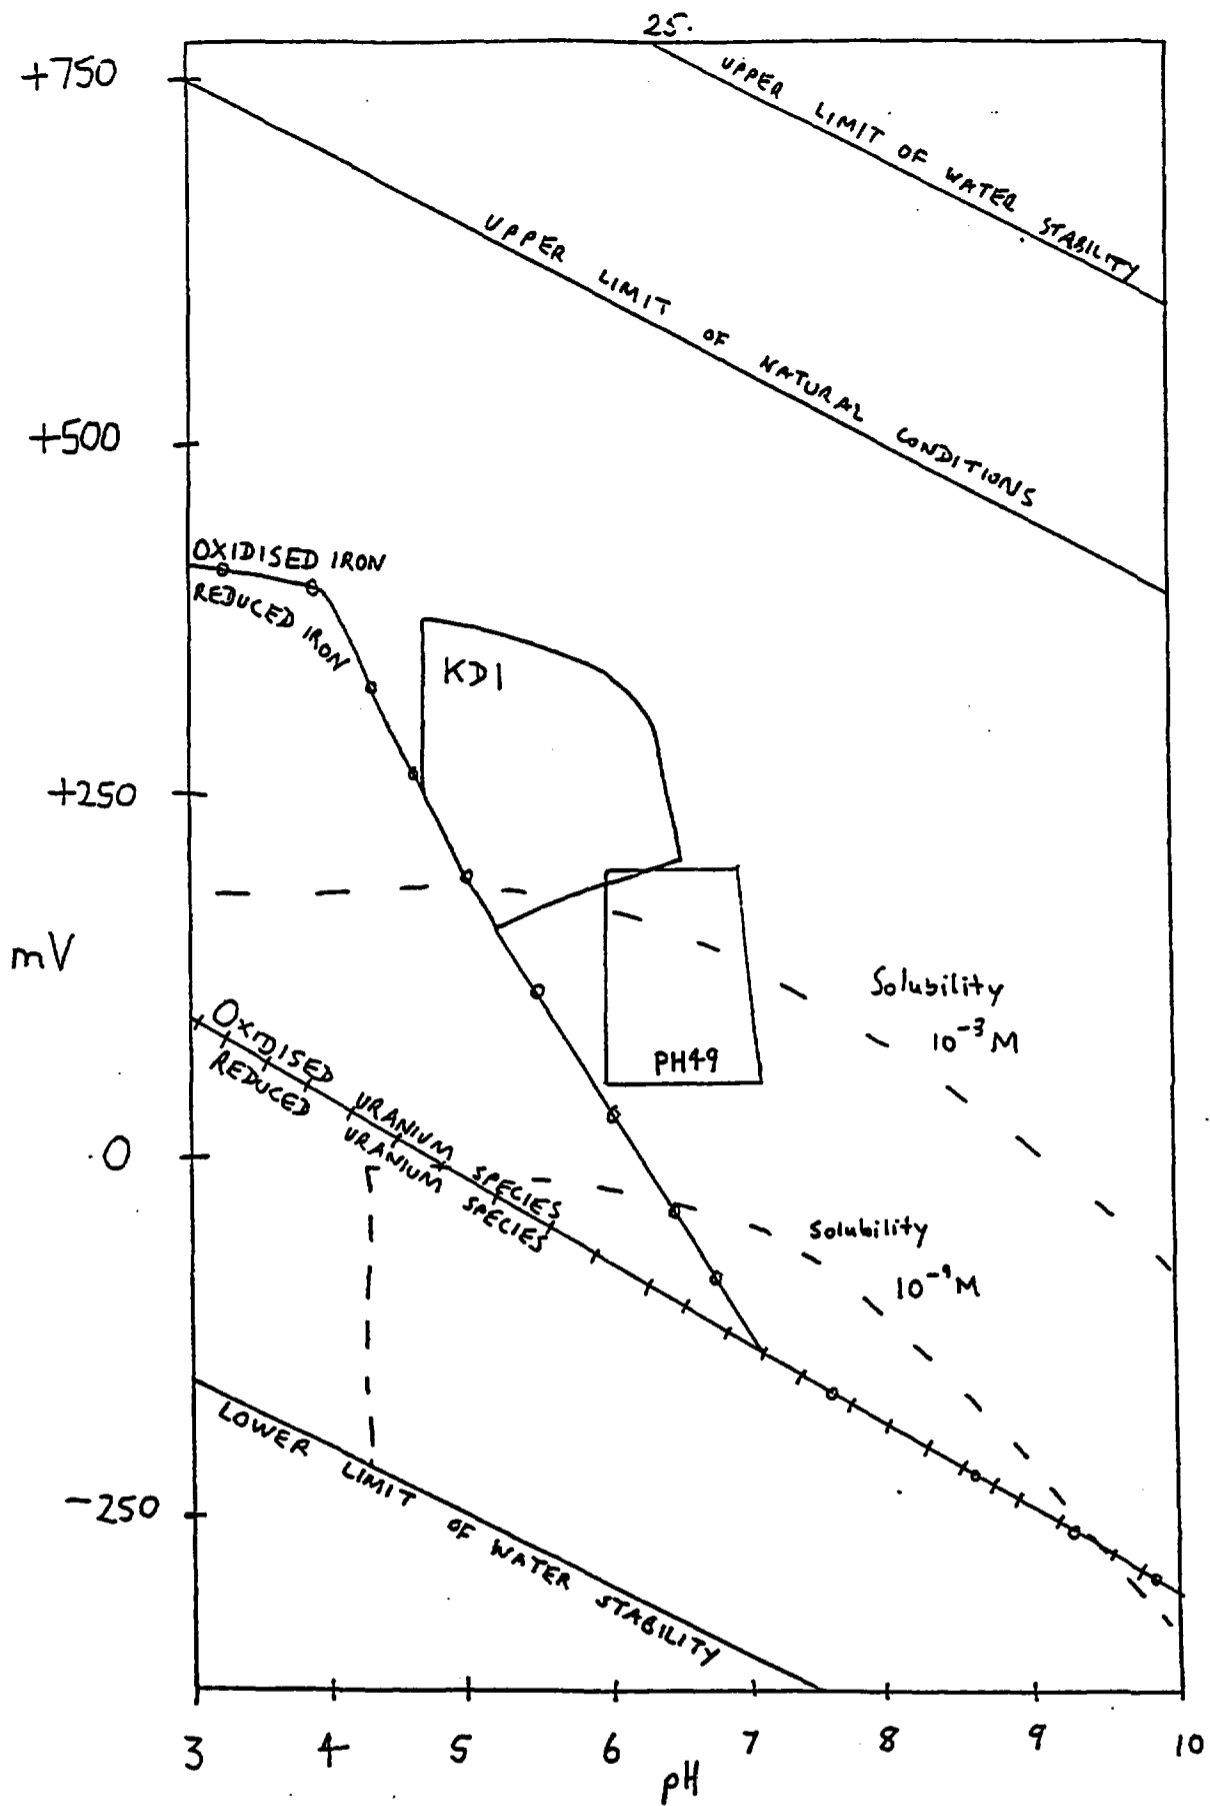 25.
+750
UPPER LIMIT OF WATER STABILITY
UPPER LIMIT OF NATURAL CONDITIONS
+500
OXIDISED IRON
REDUCED IRON
KD1
+250
mV
Solubility
10⁻³ M
PH49
OXIDISED URANIUM SPECIES
REDUCED URANIUM SPECIES
0
Solubility
10⁻⁹ M
LOWER LIMIT OF WATER STABILITY
-250
3 4 5 6 7 8 9 10
pH